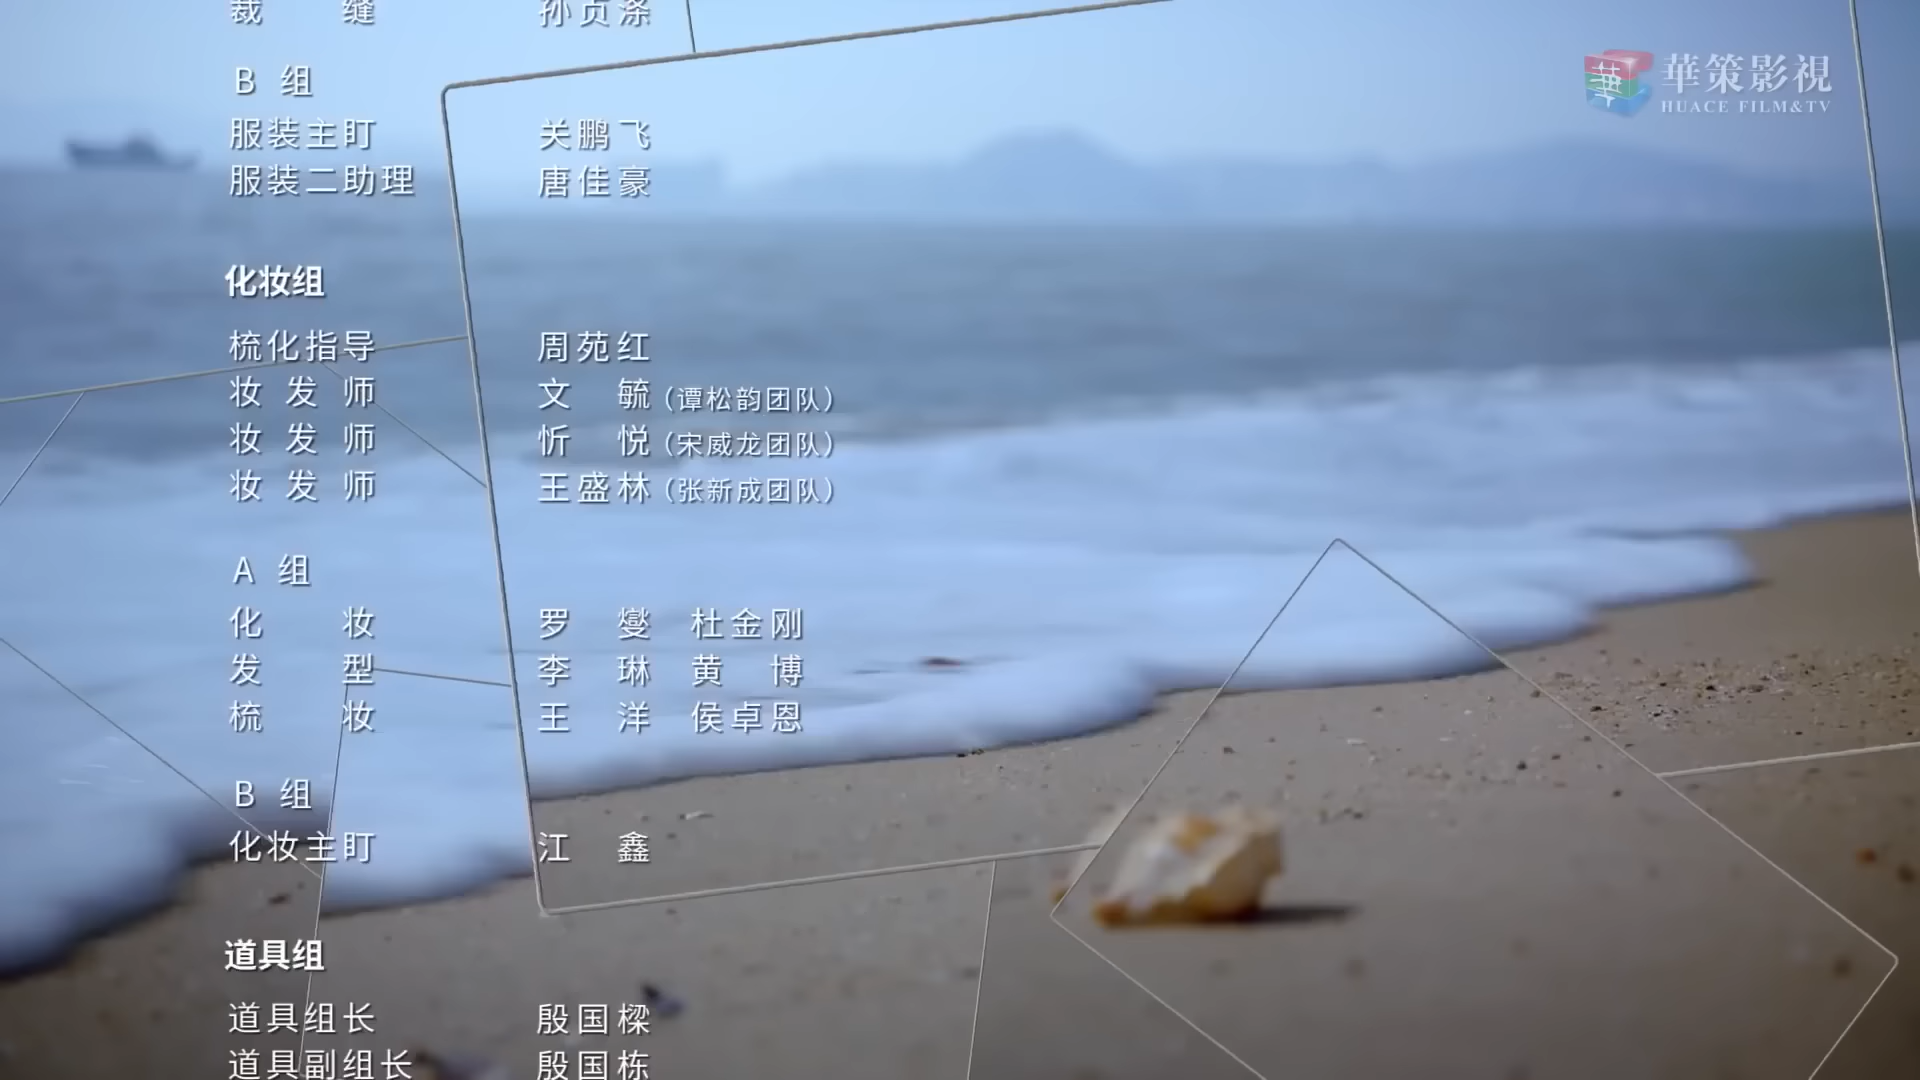 裁缝 孙贞涤
華策影視
HUACE FILM&TV
B 组
服装主盯 关鹏飞
服装二助理 唐佳豪
化妆组
梳化指导 周苑红
妆发师 文毓（谭松韵团队）
妆发师 忻悦（宋威龙团队）
妆发师 王盛林（张新成团队）
A 组
化妆 罗燮 杜金刚
发型 李琳 黄博
梳妆 王洋 侯卓恩
B 组
化妆主盯 江鑫
道具组
道具组长 殷国樑
道具副组长 殷国栋